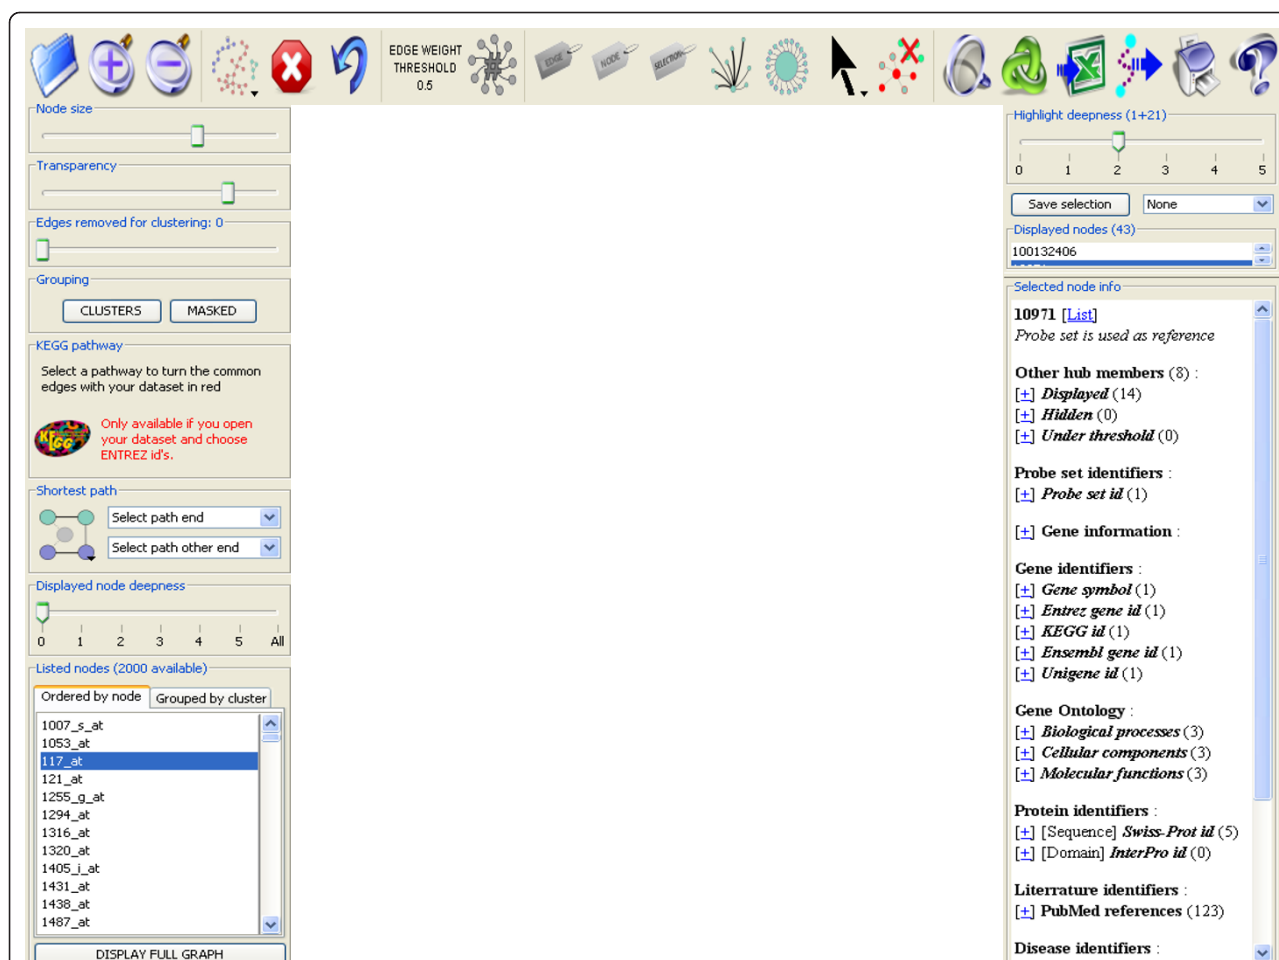 EDGE WEIGHT
THRESHOLD
0.5
EDGE
NODE
SELECTION
Node size
Transparency
Edges removed for clustering: 0
Grouping
CLUSTERS MASKED
KEGG pathway
Select a pathway to turn the common
edges with your dataset in red
KEGG
Only available if you open
your dataset and choose
ENTREZ id's.
Shortest path
Select path end
Select path other end
Displayed node deepness
0 1 2 3 4 5 All
Listed nodes (2000 available)
Ordered by node Grouped by cluster
1007_s_at
1053_at
117_at
121_at
1255_g_at
1294_at
1316_at
1320_at
1405_i_at
1431_at
1438_at
1487_at
DISPLAY FULL GRAPH
Highlight deepness (1+21)
0 1 2 3 4 5
Save selection None
Displayed nodes (43)
100132406
Selected node info
10971 [List]
Probe set is used as reference
Other hub members (8) :
[+] Displayed (14)
[+] Hidden (0)
[+] Under threshold (0)
Probe set identifiers :
[+] Probe set id (1)
[+] Gene information :
Gene identifiers :
[+] Gene symbol (1)
[+] Entrez gene id (1)
[+] KEGG id (1)
[+] Ensembl gene id (1)
[+] Unigene id (1)
Gene Ontology :
[+] Biological processes (3)
[+] Cellular components (3)
[+] Molecular functions (3)
Protein identifiers :
[+] [Sequence] Swiss-Prot id (5)
[+] [Domain] InterPro id (0)
Literrature identifiers :
[+] PubMed references (123)
Disease identifiers :